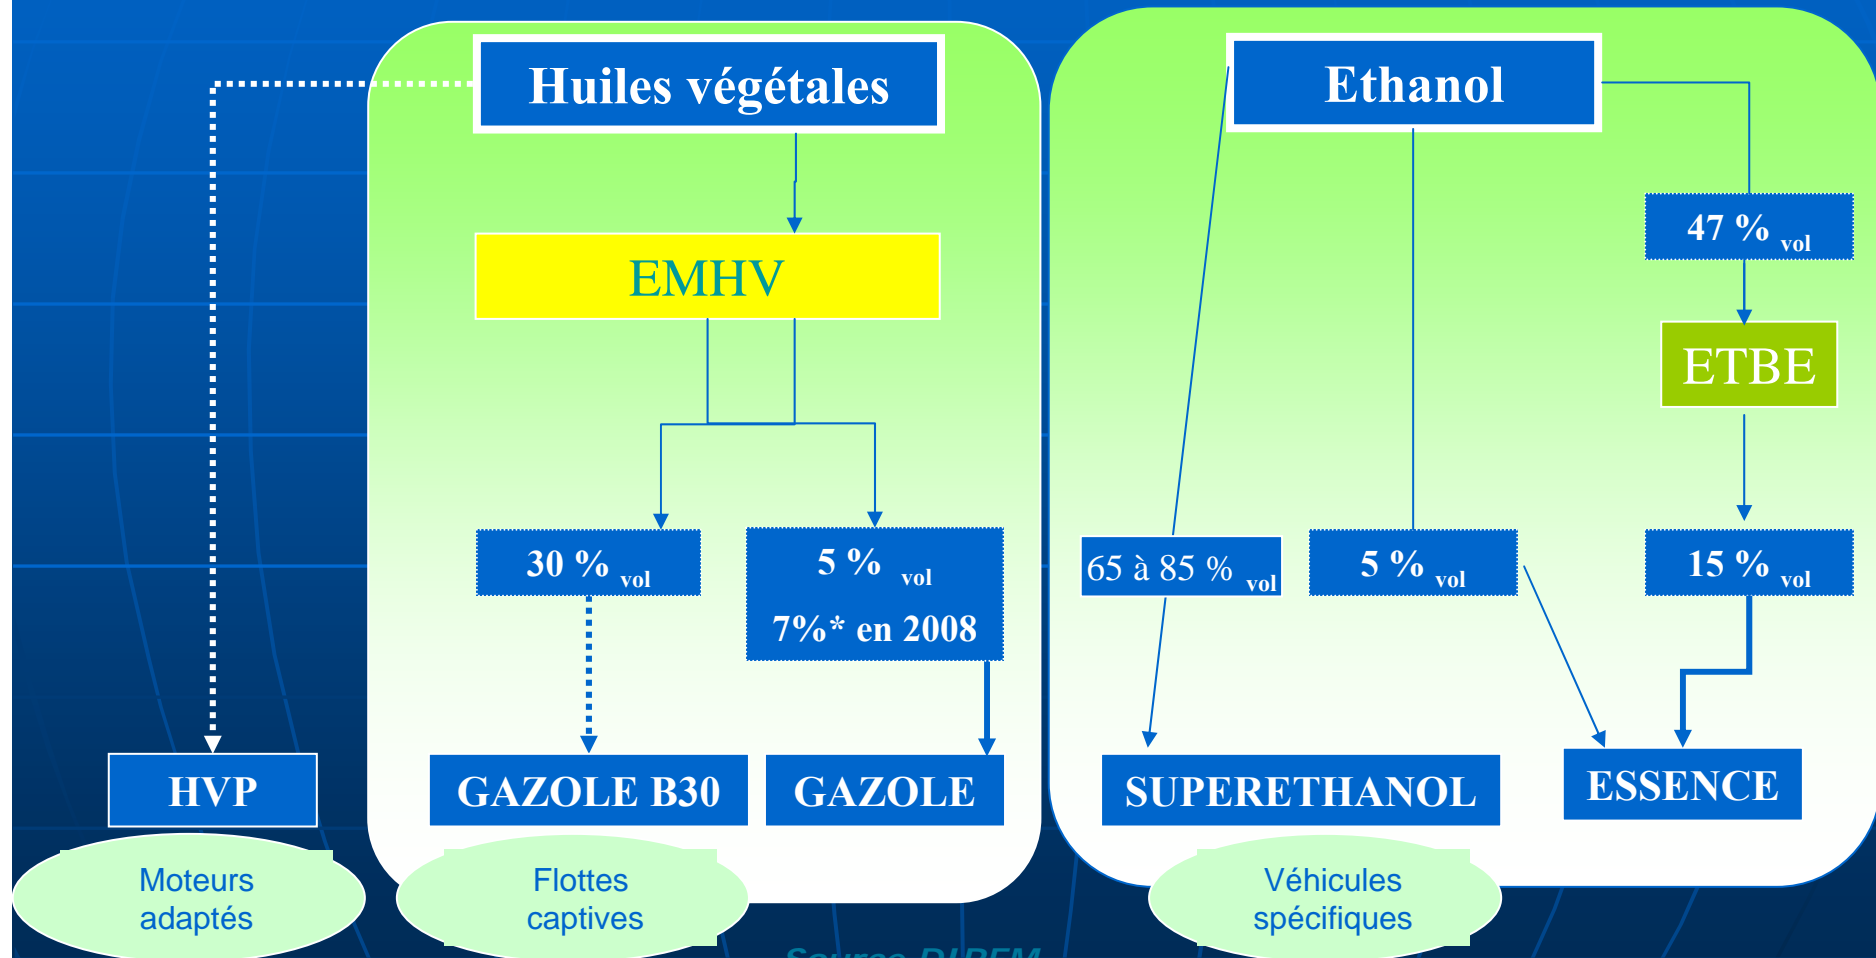 Huiles végétales
Ethanol
47 % vol
EMHV
ETBE
30 % vol
5 % vol
7%* en 2008
65 à 85 % vol
5 % vol
15 % vol
HVP
GAZOLE B30
GAZOLE
SUPERETHANOL
ESSENCE
Moteurs
adaptés
Flottes
captives
Véhicules
spécifiques
Source